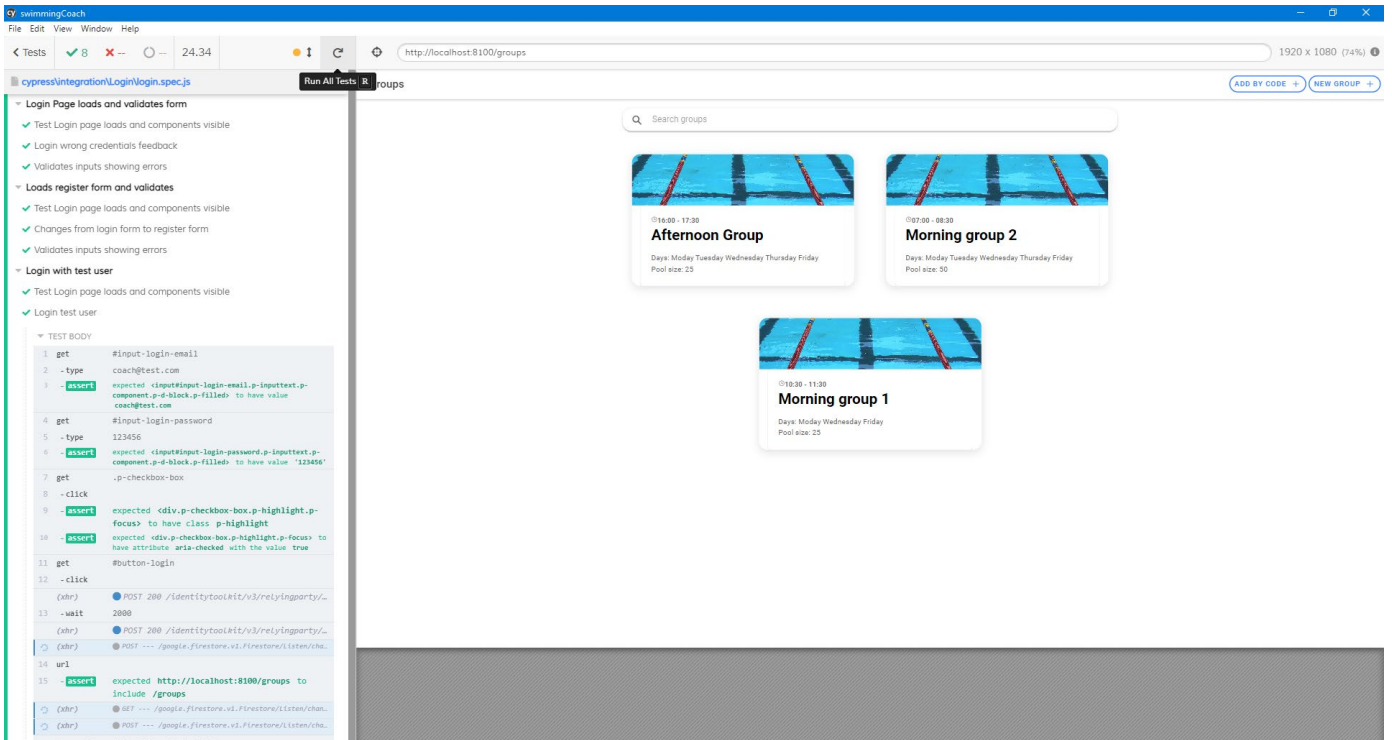 cy swimmingCoach
File Edit View Window Help
Tests 8 -- -- 24.34 http://localhost:8100/groups 1920 x 1080 (74%)
cypress\integration\Login\login.spec.js
Run All Tests R
roups
ADD BY CODE +
NEW GROUP +
Login Page loads and validates form
Test Login page loads and components visible
Login wrong credentials feedback
Validates inputs showing errors
Loads register form and validates
Test Login page loads and components visible
Changes from login form to register form
Validates inputs showing errors
Login with test user
Test Login page loads and components visible
Login test user
TEST BODY
1 get #input-login-email
2 -type coach@test.com
3 -assert expected <input#input-login-email.p-inputtext.p-
component.p-d-block.p-filled> to have value
coach@test.com
4 get #input-login-password
5 -type 123456
6 -assert expected <input#input-login-password.p-inputtext.p-
component.p-d-block.p-filled> to have value '123456'
7 get .p-checkbox-box
8 -click
9 -assert expected <div.p-checkbox-box.p-highlight.p-
focus> to have class p-highlight
10 -assert expected <div.p-checkbox-box.p-highlight.p-focus> to
have attribute aria-checked with the value true
11 get #button-login
12 -click
(xhr) POST 200 /identitytoolkit/v3/relyingparty/…
13 -wait 2000
(xhr) POST 200 /identitytoolkit/v3/relyingparty/…
(xhr) POST --- /google.firestore.v1.Firestore/Listen/cha…
14 url
15 -assert expected http://localhost:8100/groups to
include /groups
(xhr) GET --- /google.firestore.v1.Firestore/Listen/chan…
(xhr) POST --- /google.firestore.v1.Firestore/Listen/cha…
Search groups
16:00 - 17:30
Afternoon Group
Days: Moday Tuesday Wednesday Thursday Friday
Pool size: 25
07:00 - 08:30
Morning group 2
Days: Moday Tuesday Wednesday Thursday Friday
Pool size: 50
10:30 - 11:30
Morning group 1
Days: Moday Wednesday Friday
Pool size: 25